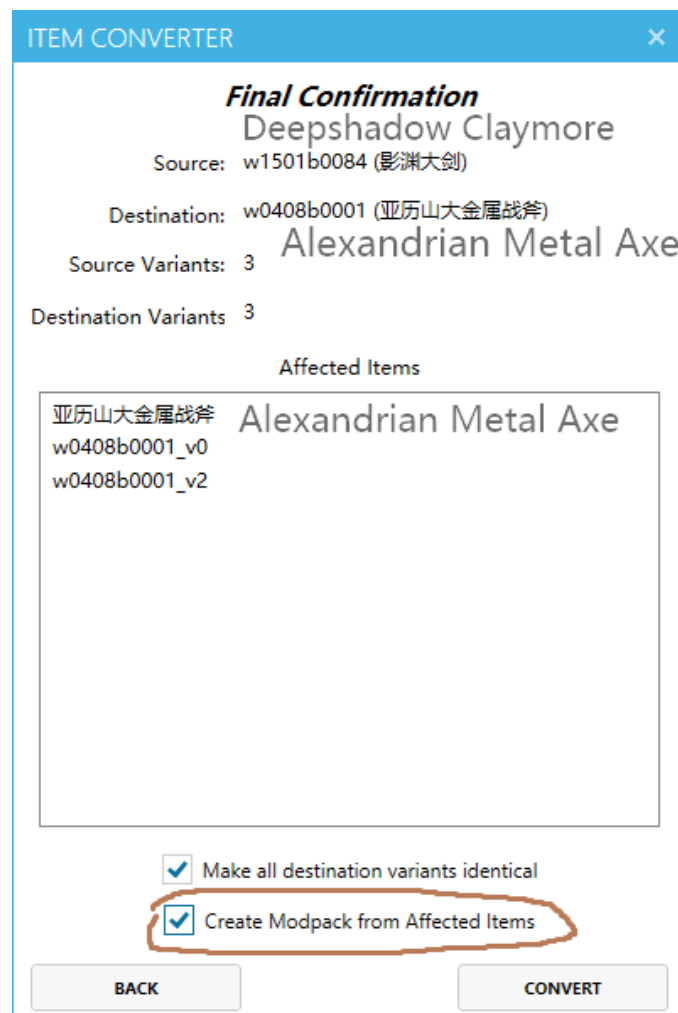 ITEM CONVERTER
Final Confirmation
Deepshadow Claymore
Source: w1501b0084 (影渊大剑)
Destination: w0408b0001 (亚历山大金属战斧)
Alexandrian Metal Axe
Source Variants: 3
Destination Variants 3
Affected Items
亚历山大金属战斧 Alexandrian Metal Axe
w0408b0001_v0
w0408b0001_v2
Make all destination variants identical
Create Modpack from Affected Items
BACK CONVERT